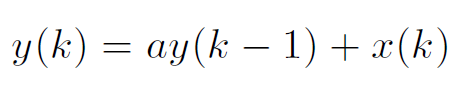 y(k) = ay(k − 1) + x(k)